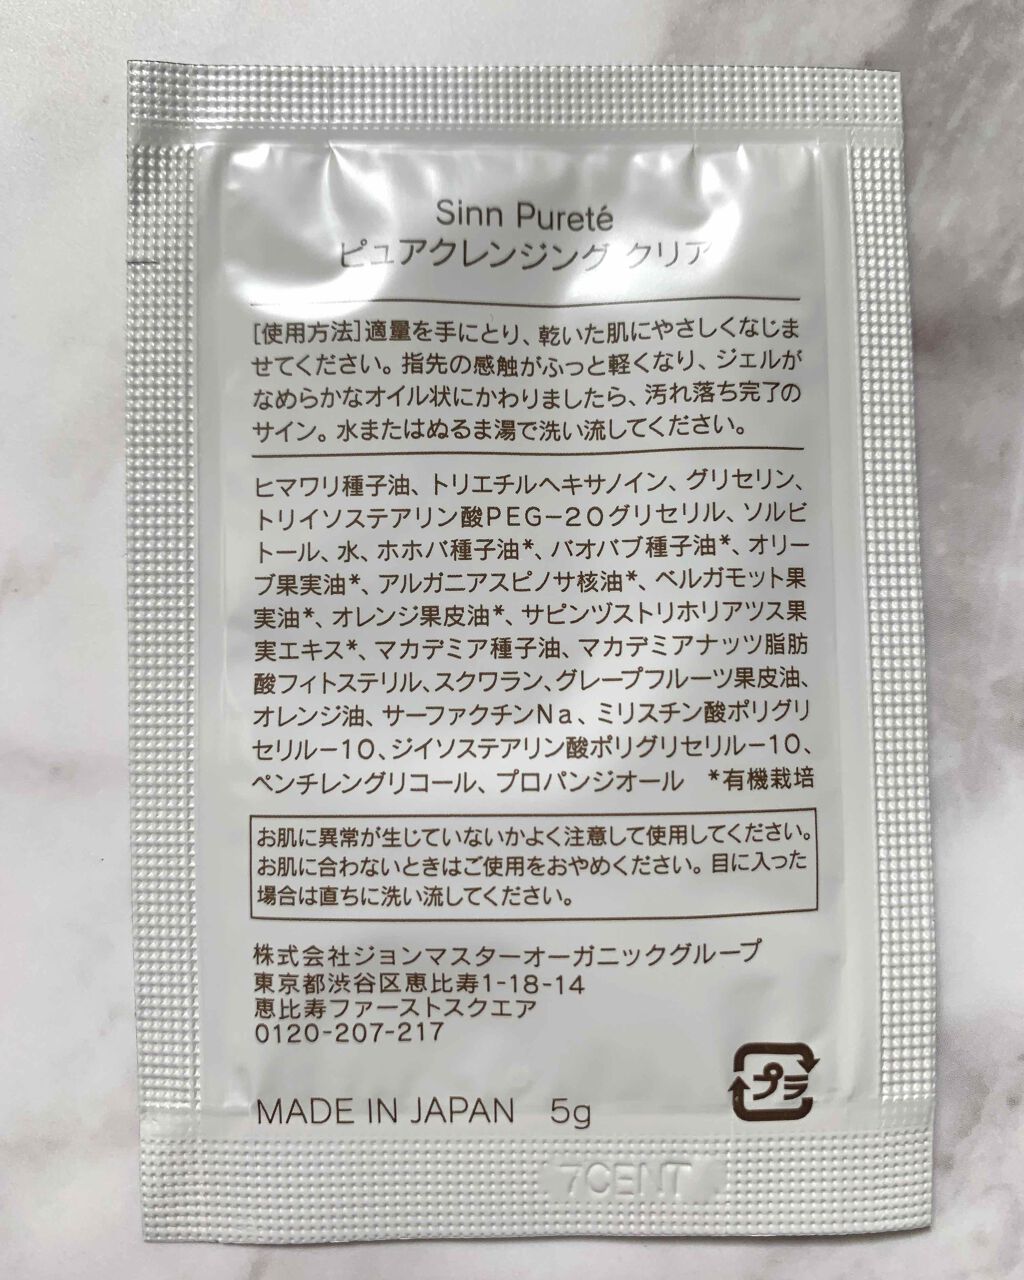 Sinn Pureté
ピュアクレンジング クリア
[使用方法]適量を手にとり、乾いた肌にやさしくなじま
せてください。指先の感触がふっと軽くなり、ジェルが
なめらかなオイル状にかわりましたら、汚れ落ち完了の
サイン。水またはぬるま湯で洗い流してください。
ヒマワリ種子油、トリエチルヘキサノイン、グリセリン、
トリイソステアリン酸PEG−20グリセリル、ソルビ
トール、水、ホホバ種子油*、バオバブ種子油*、オリー
ブ果実油*、アルガニアスピノサ核油*、ベルガモット果
実油*、オレンジ果皮油*、サピンヅストリホリアツス果
実エキス*、マカデミア種子油、マカデミアナッツ脂肪
酸フィトステリル、スクワラン、グレープフルーツ果皮油、
オレンジ油、サーファクチンNa、ミリスチン酸ポリグリ
セリル−10、ジイソステアリン酸ポリグリセリル−10、
ペンチレングリコール、プロパンジオール *有機栽培
お肌に異常が生じていないかよく注意して使用してください。
お肌に合わないときはご使用をおやめください。目に入った
場合は直ちに洗い流してください。
株式会社ジョンマスターオーガニックグループ
東京都渋谷区恵比寿1-18-14
恵比寿ファーストスクエア
0120-207-217
プラ
MADE IN JAPAN 5g
7CENT